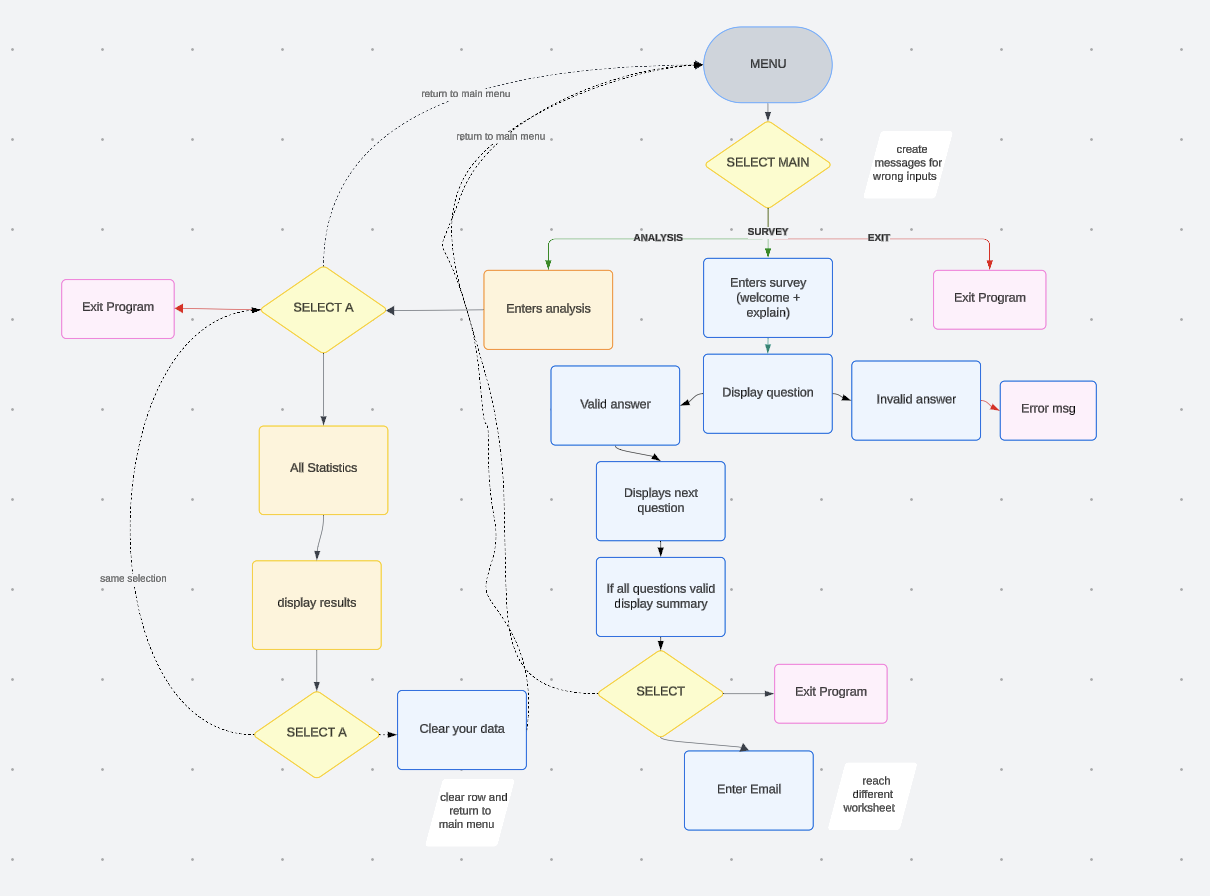 MENU
return to main menu
return to main menu
SELECT MAIN
create
messages for
wrong inputs
ANALYSIS
SURVEY
EXIT
Exit Program
SELECT A
Enters analysis
Enters survey
(welcome +
explain)
Exit Program
Valid answer
Display question
Invalid answer
Error msg
All Statistics
Displays next
question
same selection
display results
If all questions valid
display summary
SELECT
Exit Program
SELECT A
Clear your data
Enter Email
clear row and
return to
main menu
reach
different
worksheet